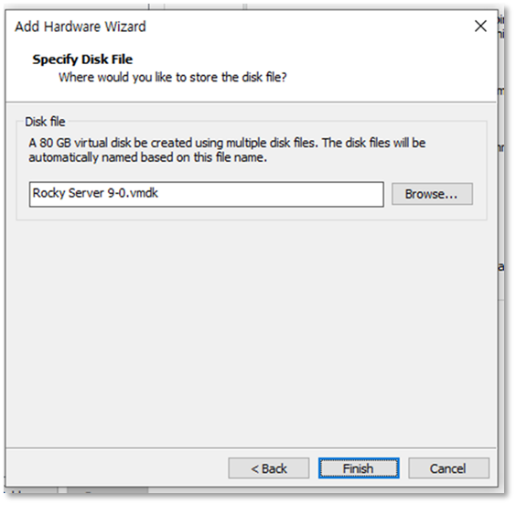 Add Hardware Wizard
Specify Disk File
Where would you like to store the disk file?
Disk file
A 80 GB virtual disk be created using multiple disk files. The disk files will be
automatically named based on this file name.
Rocky Server 9-0.vmdk
Browse...
< Back
Finish
Cancel